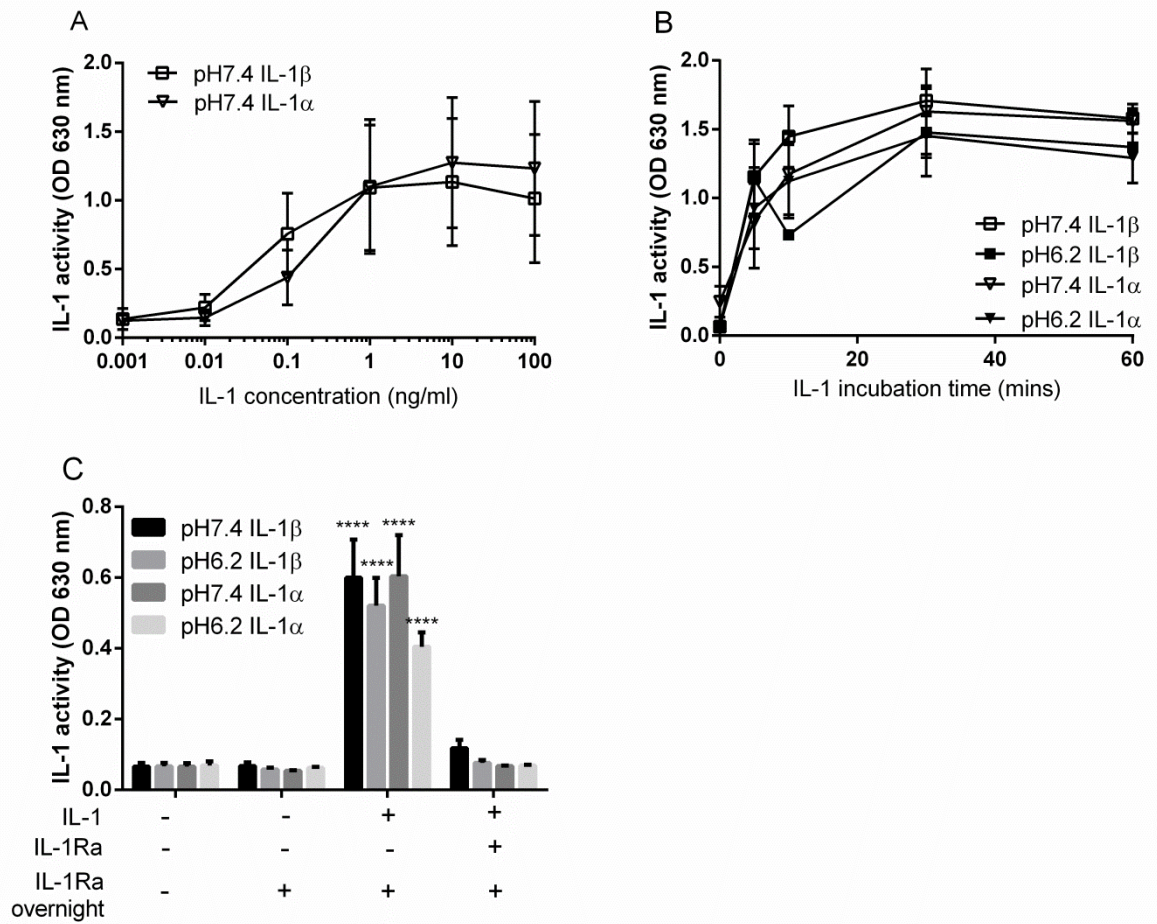 A
IL-1 activity (OD 630 nm)
2.0
1.5
1.0
0.5
0.0
pH7.4 IL-1β
pH7.4 IL-1α
0.001 0.01 0.1 1 10 100
IL-1 concentration (ng/ml)
B
IL-1 activity (OD 630 nm)
2.0
1.5
1.0
0.5
0.0
pH7.4 IL-1β
pH6.2 IL-1β
pH7.4 IL-1α
pH6.2 IL-1α
0 20 40 60
IL-1 incubation time (mins)
C
IL-1 activity (OD 630 nm)
0.8
0.6
0.4
0.2
0.0
pH7.4 IL-1β
pH6.2 IL-1β
pH7.4 IL-1α
pH6.2 IL-1α
**** **** **** ****
IL-1 - - + +
IL-1Ra - - - +
IL-1Ra
overnight - + + +